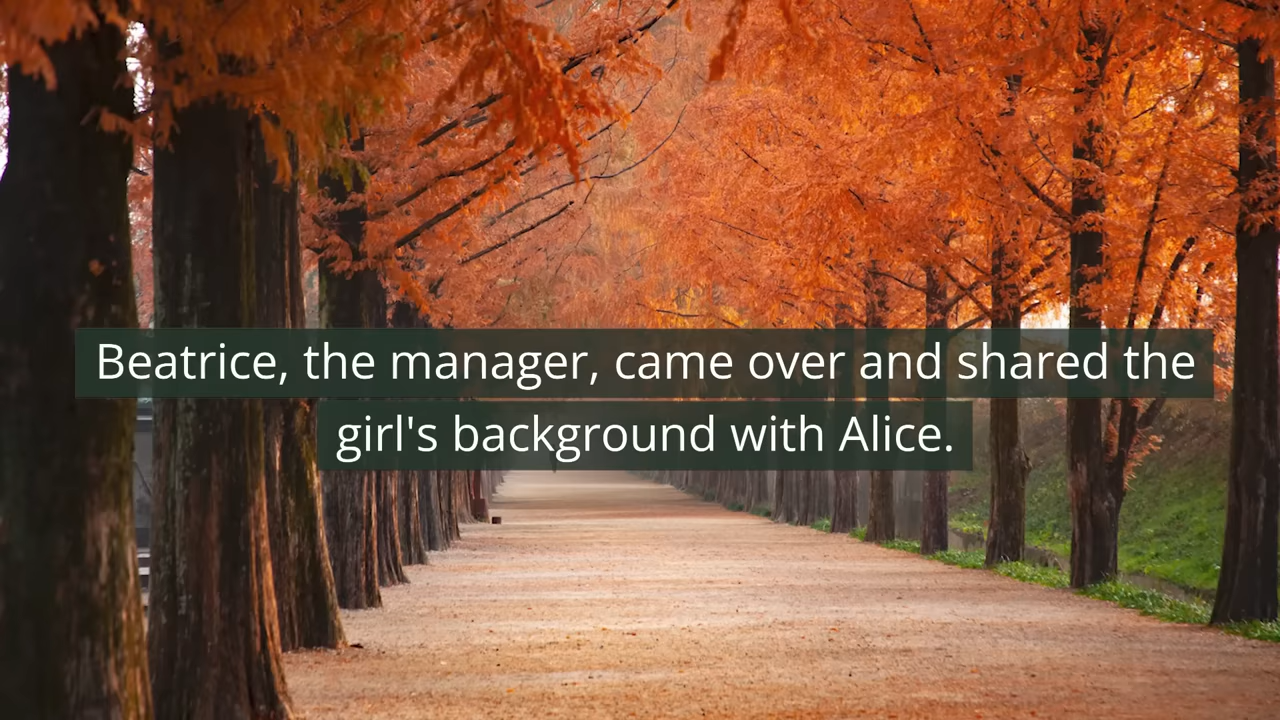 Beatrice, the manager, came over and shared the
girl's background with Alice.